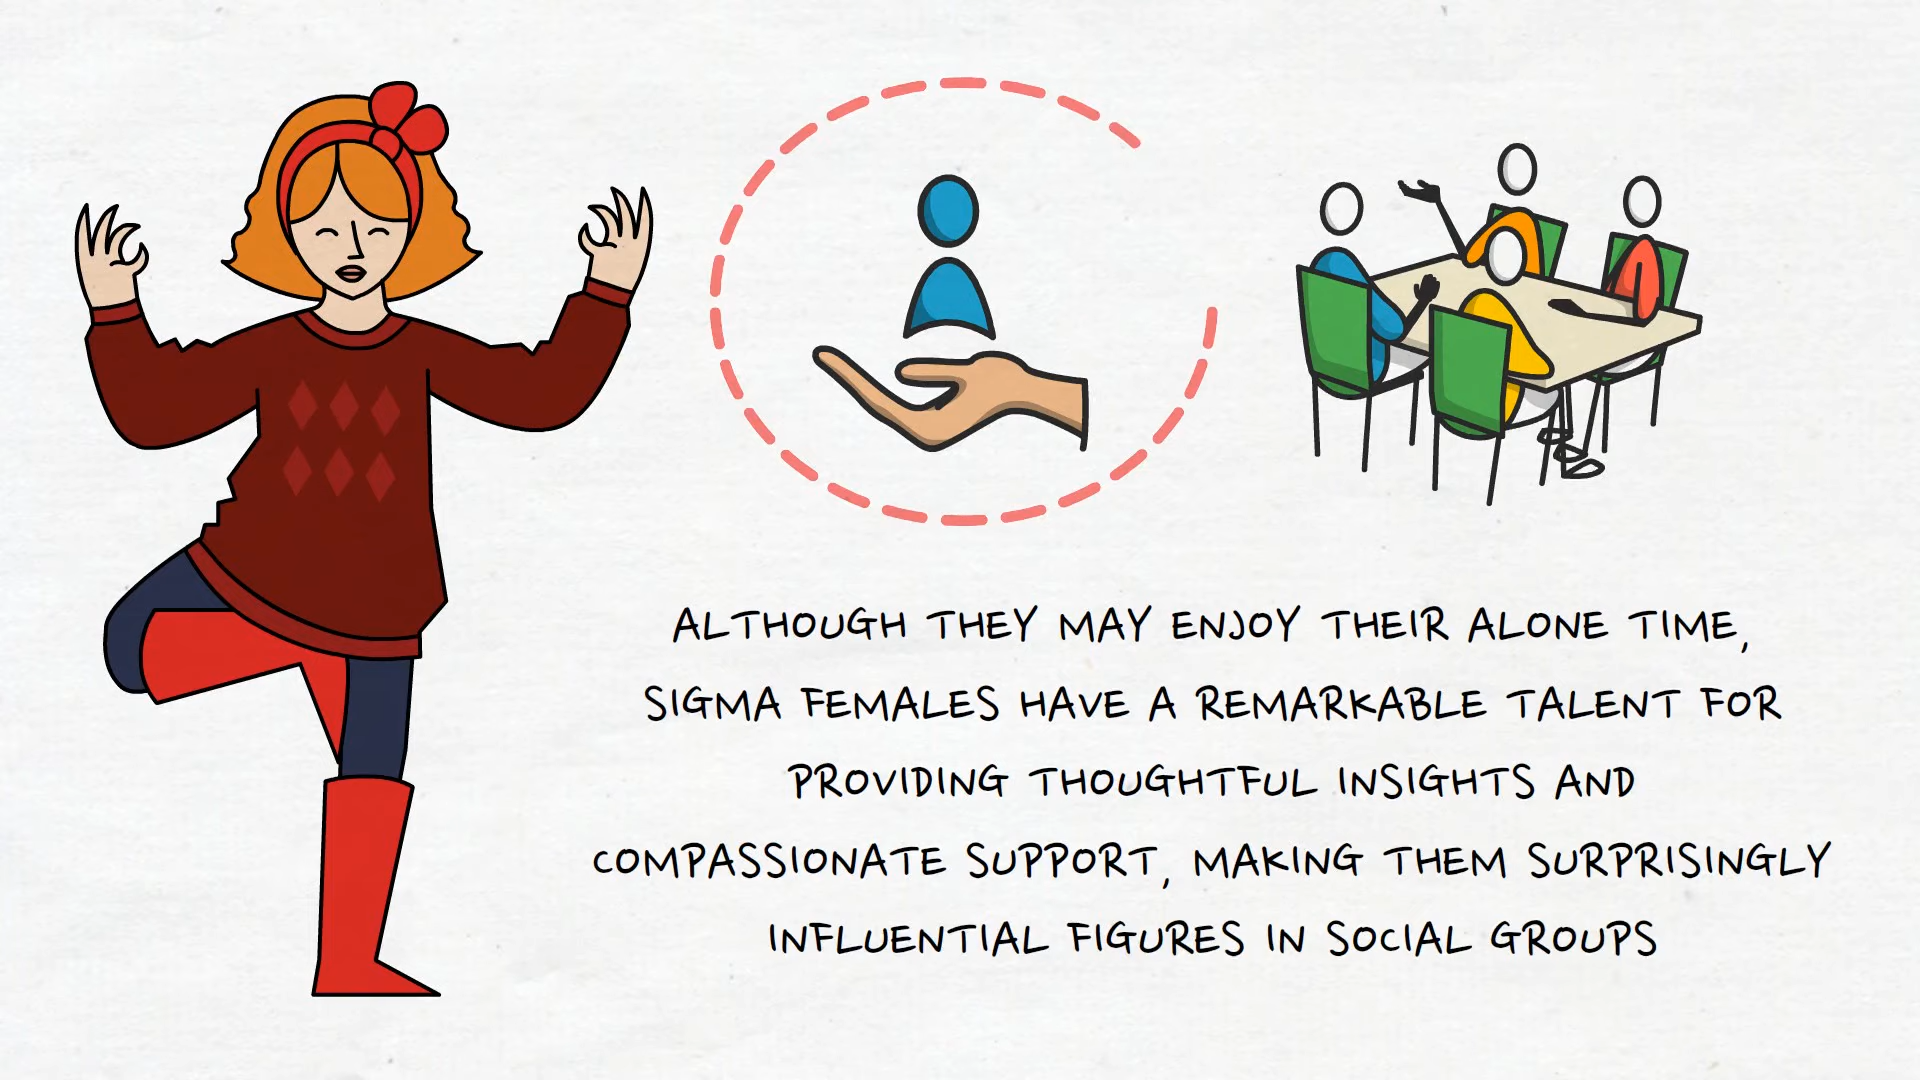 ALTHOUGH THEY MAY ENJOY THEIR ALONE TIME,
SIGMA FEMALES HAVE A REMARKABLE TALENT FOR
PROVIDING THOUGHTFUL INSIGHTS AND
COMPASSIONATE SUPPORT, MAKING THEM SURPRISINGLY
INFLUENTIAL FIGURES IN SOCIAL GROUPS